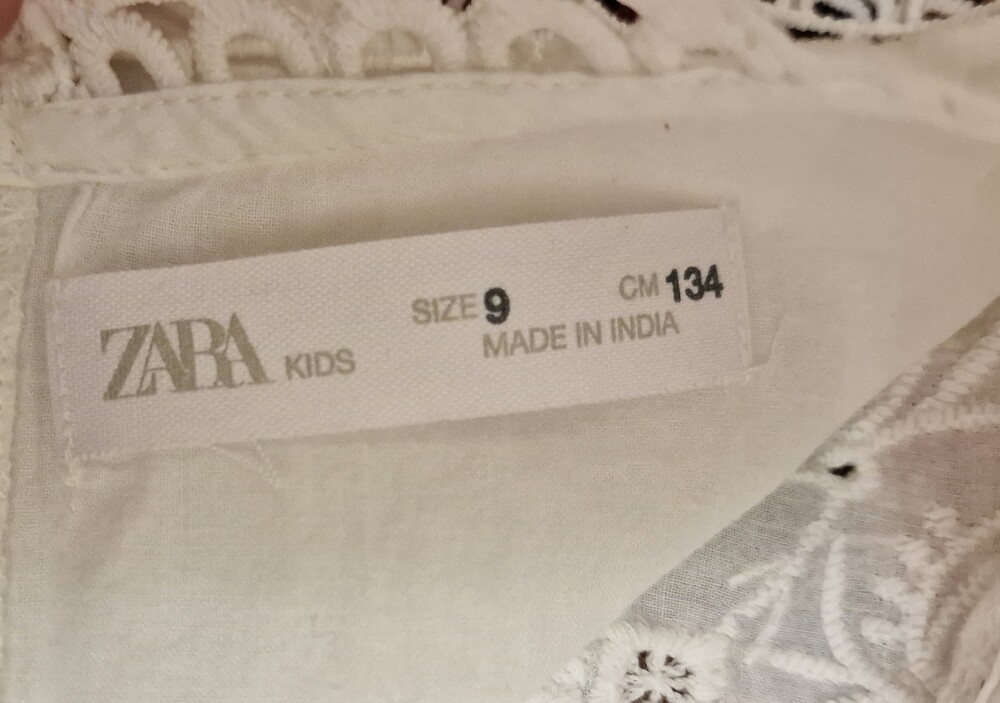 ZARA KIDS
SIZE 9 CM 134
MADE IN INDIA